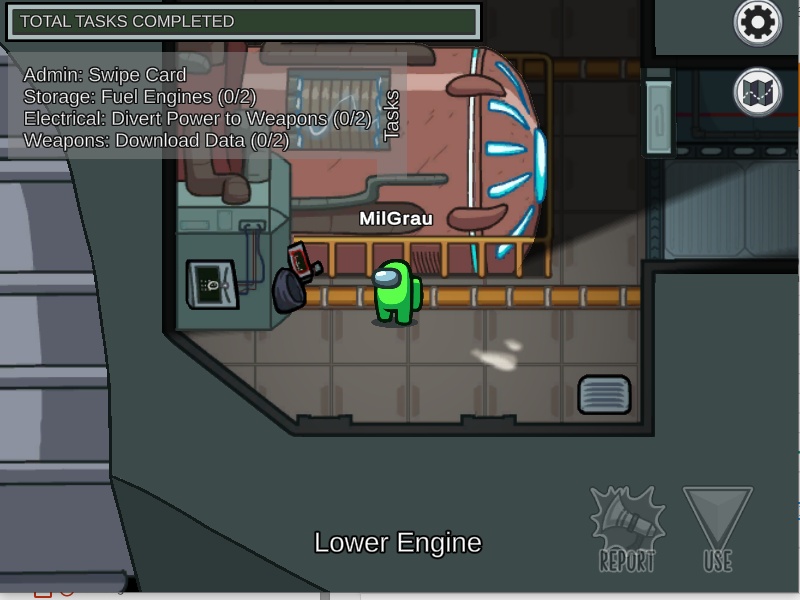 TOTAL TASKS COMPLETED
Admin: Swipe Card
Storage: Fuel Engines (0/2)
Electrical: Divert Power to Weapons (0/2)
Weapons: Download Data (0/2)
Tasks
MilGrau
Lower Engine
REPORT
USE